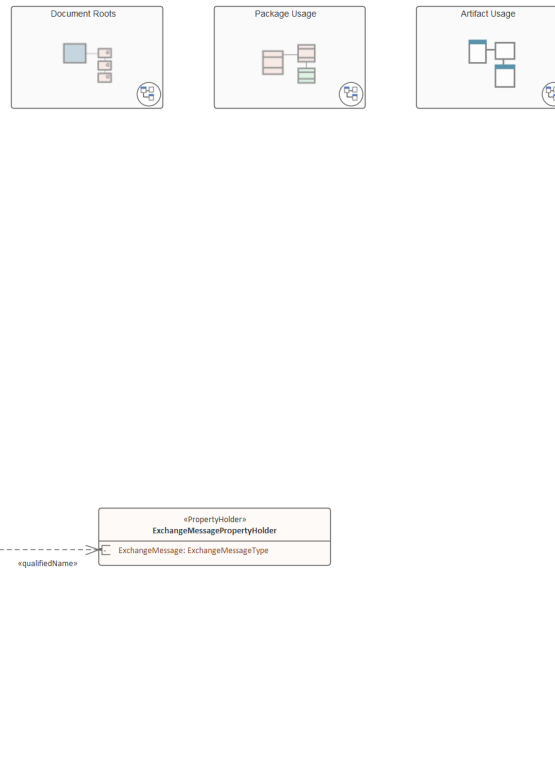 Document Roots
Package Usage
Artifact Usage
«PropertyHolder»
ExchangeMessagePropertyHolder
ExchangeMessage: ExchangeMessageType
«qualifiedName»